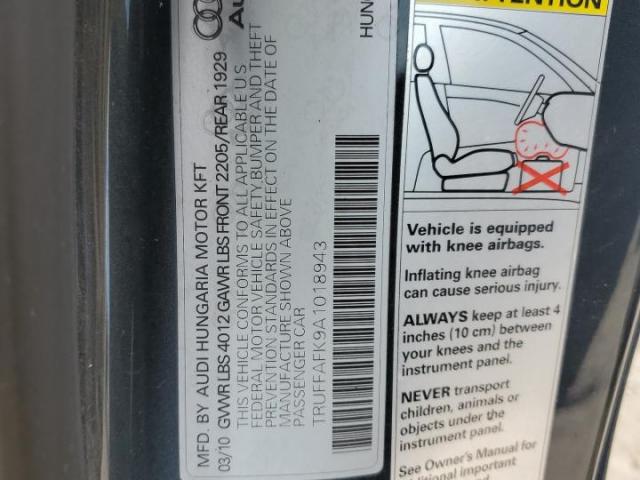 MFD. BY AUDI HUNGARIA MOTOR KFT
03/10 GWWR LBS 4012 GAWR LBS FRONT 2205/REAR 1929
THIS VEHICLE CONFORMS TO ALL APPLICABLE U S
FEDERAL MOTOR VEHICLE SAFETY, BUMPER AND THEFT
PREVENTION STANDARDS IN EFFECT ON THE DATE OF
MANUFACTURE SHOWN ABOVE
PASSENGER CAR
TRUFFAFK9A1018943
Vehicle is equipped
with knee airbags.
Inflating knee airbag
can cause serious injury.
ALWAYS keep at least 4
inches (10 cm) between
your knees and the
instrument panel.
NEVER transport
children, animals or
objects under the
instrument panel.
See Owner's Manual for
additional important